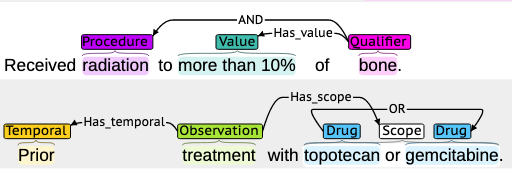 AND
Has_value
Procedure Value Qualifier
Received radiation to more than 10% of bone.
Has_scope
Has_temporal OR
Temporal Observation Drug Scope Drug
Prior treatment with topotecan or gemcitabine.